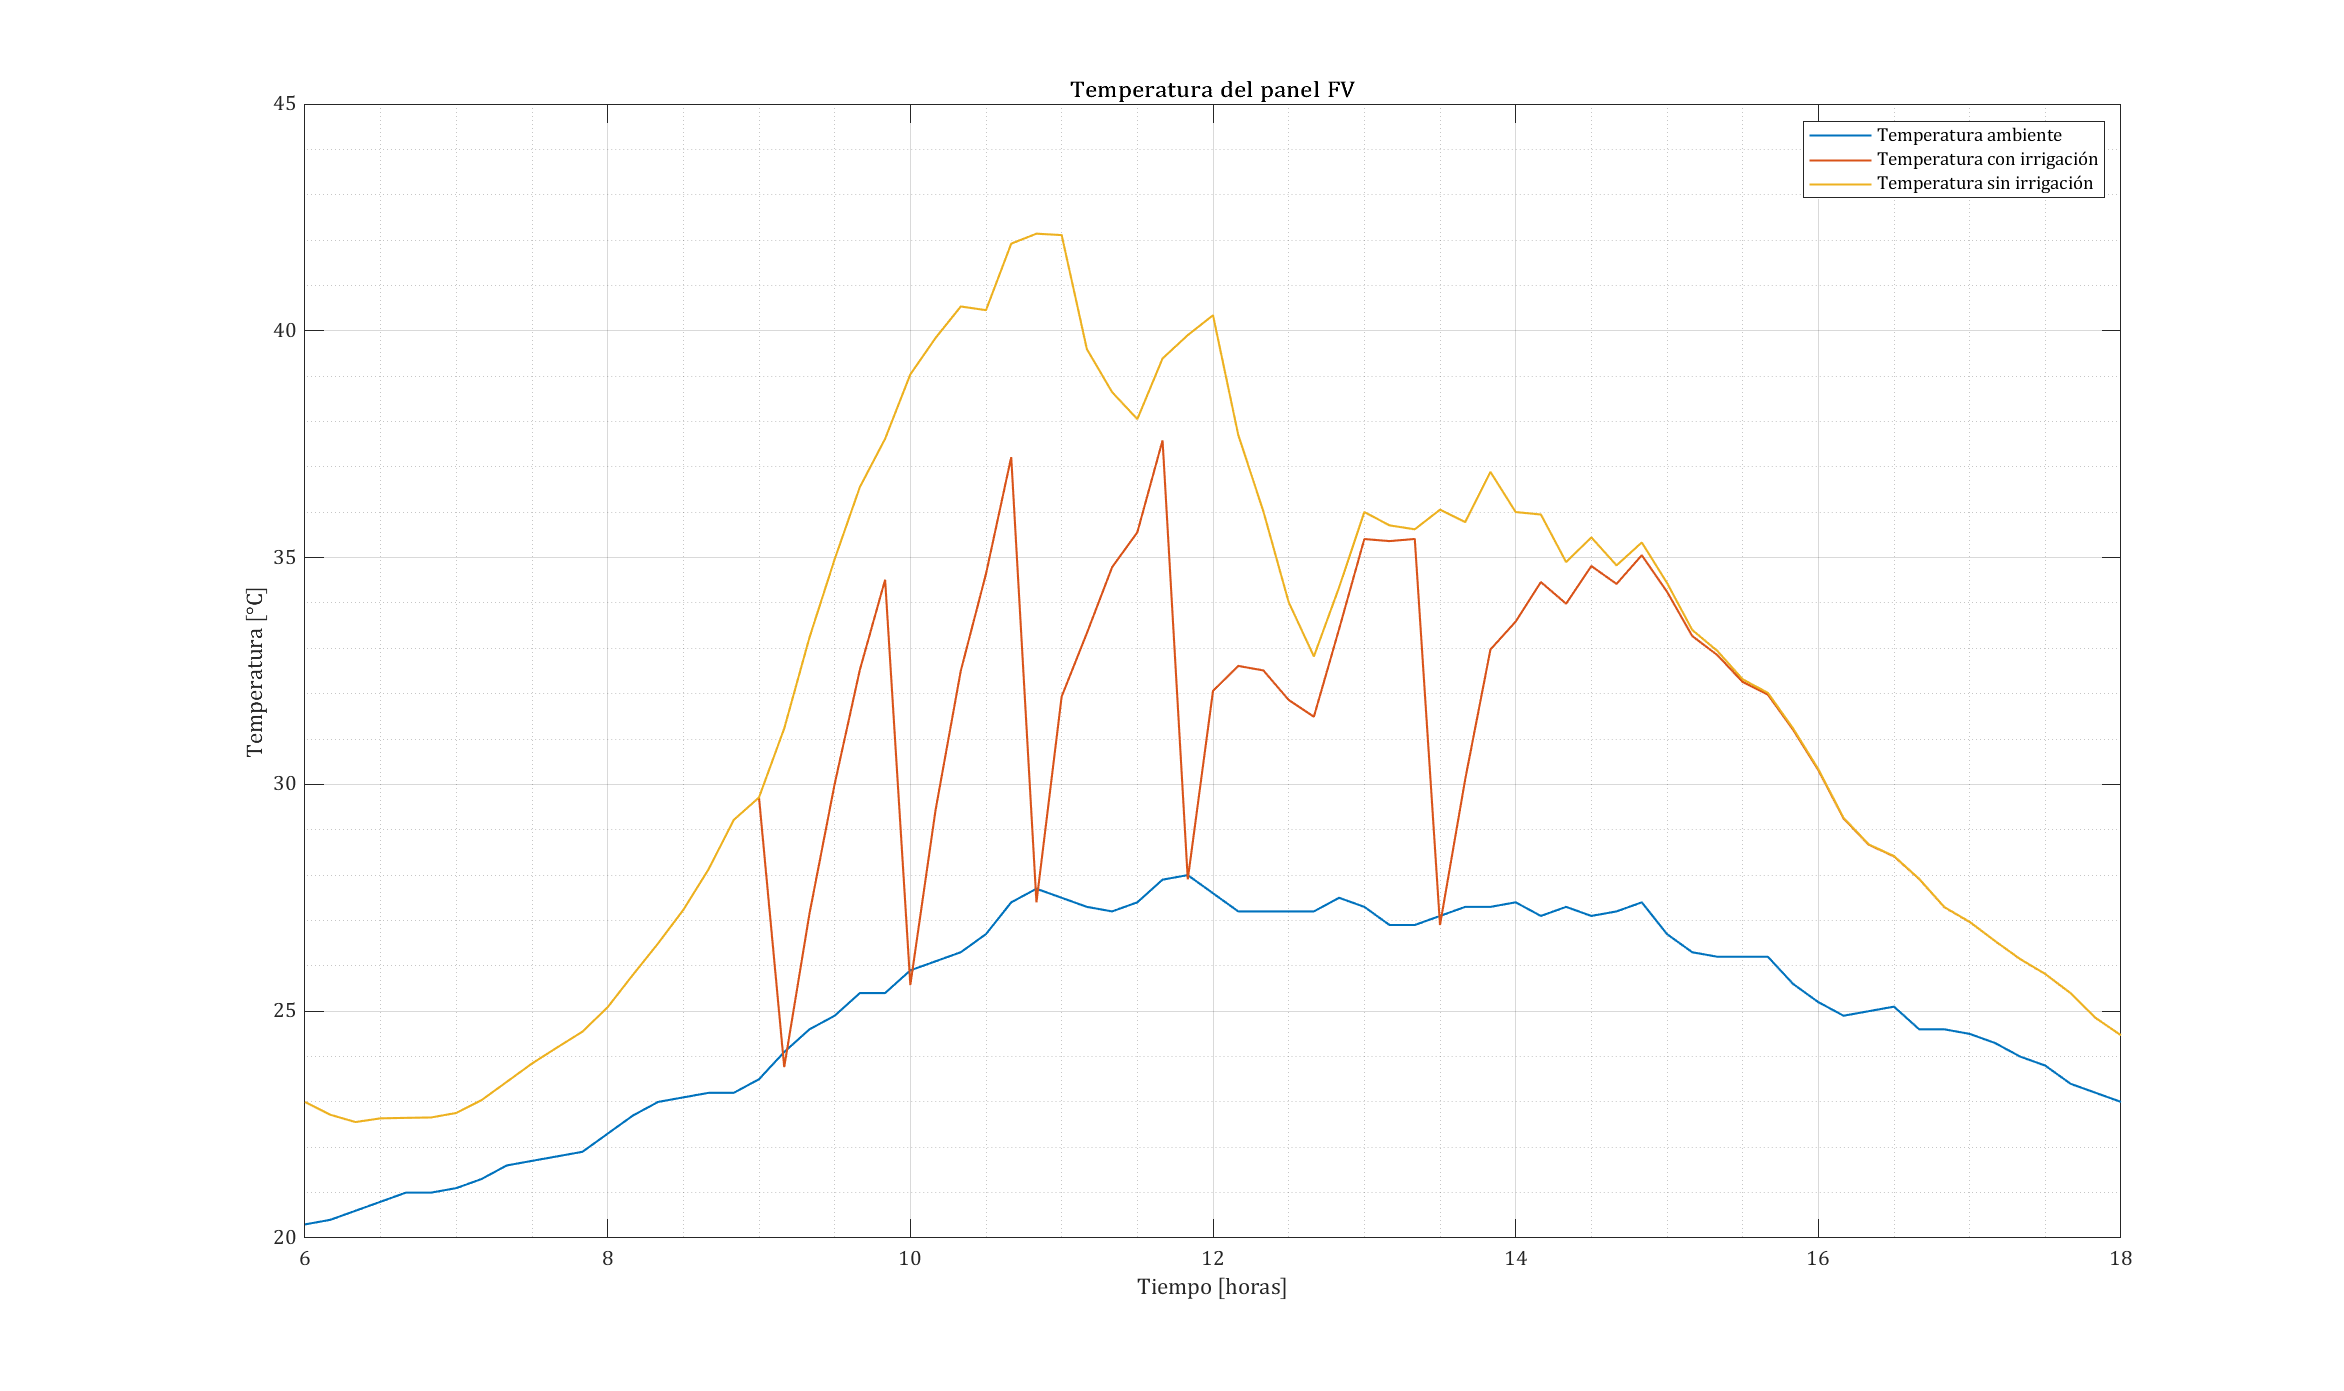 Temperatura del panel FV
Temperatura ambiente
Temperatura con irrigación
Temperatura sin irrigación
45
40
35
30
25
20
Temperatura [°C]
6 8 10 12 14 16 18
Tiempo [horas]